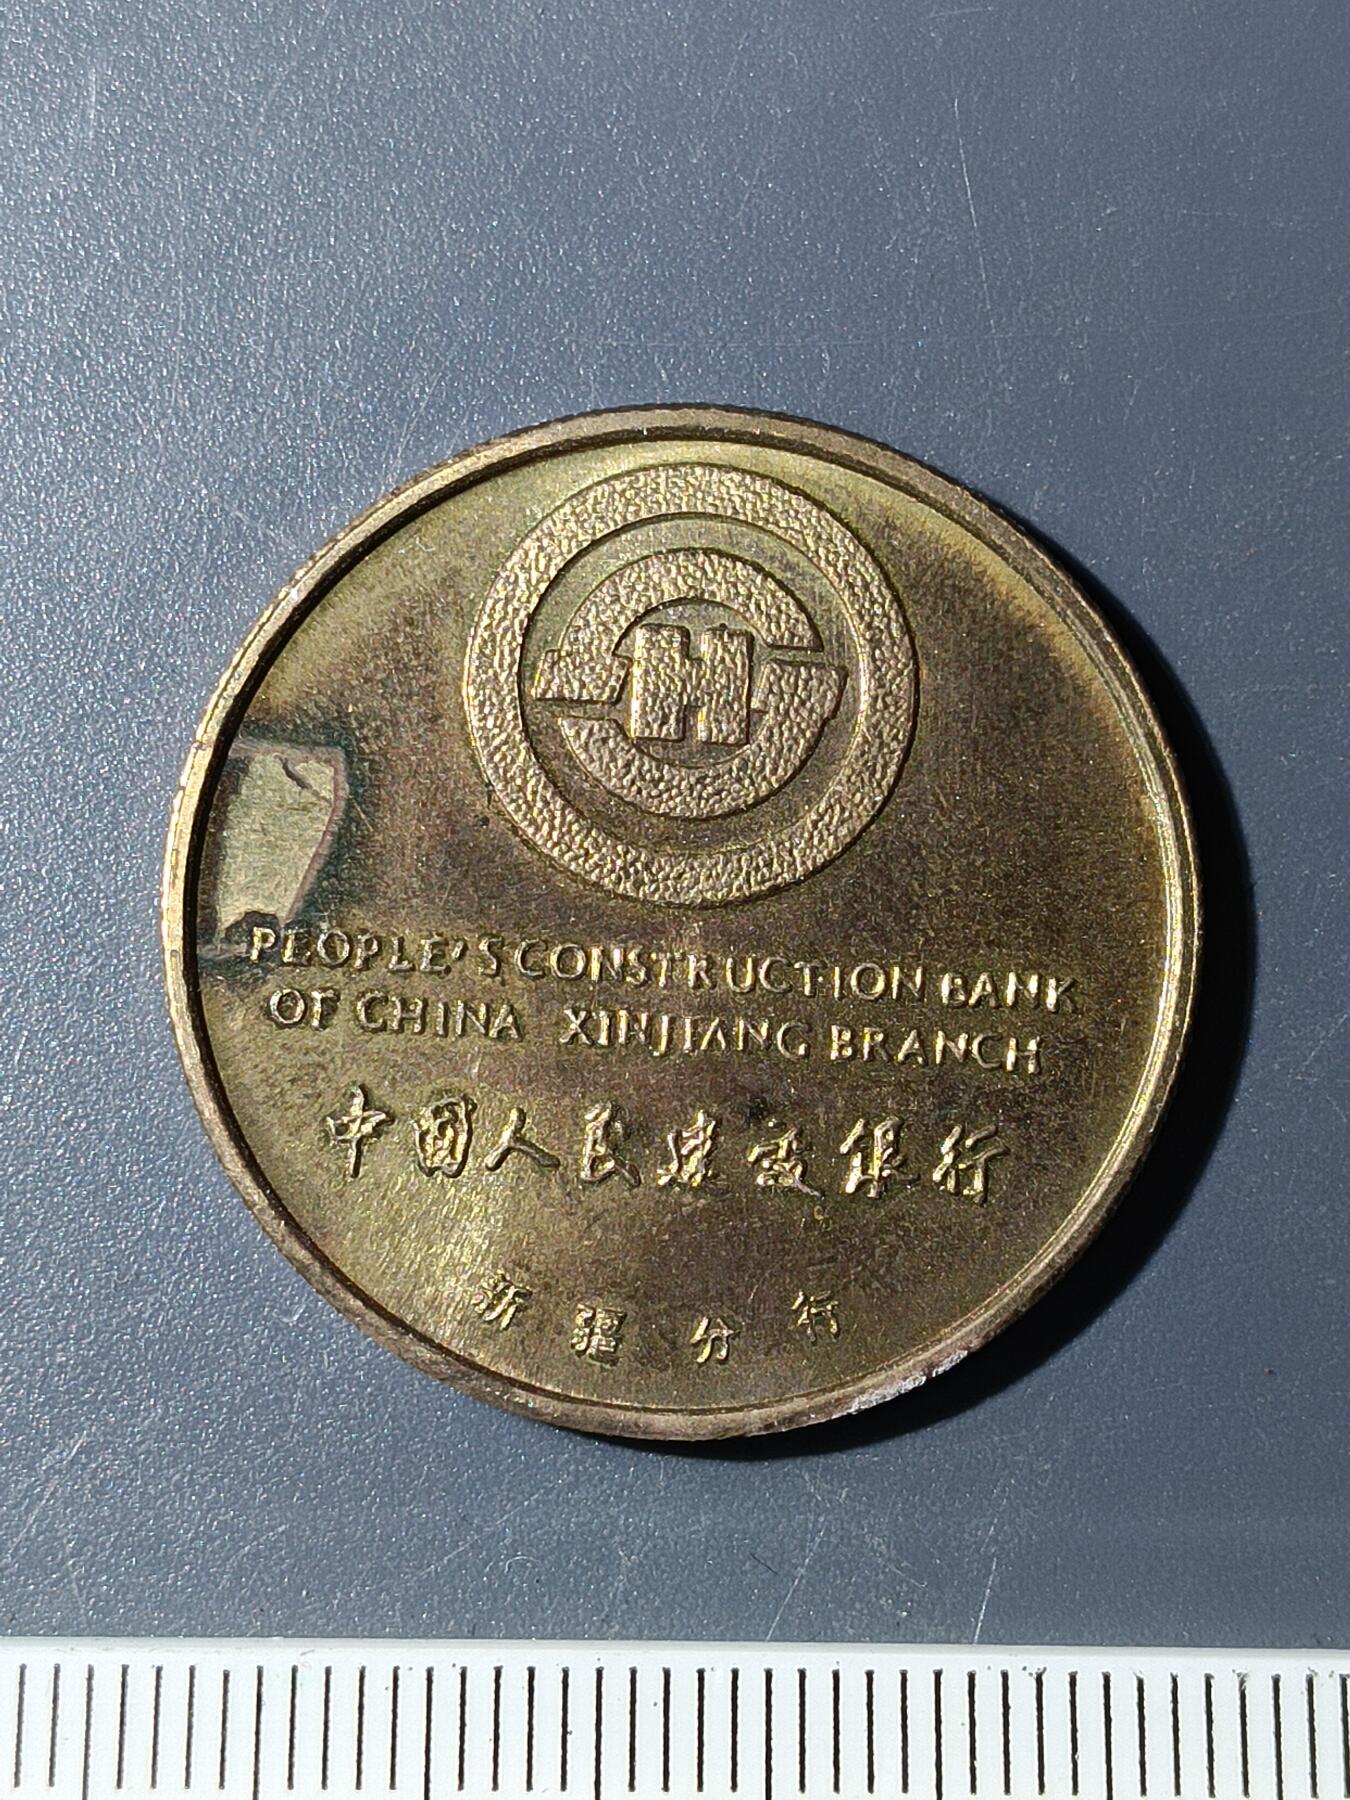 PEOPLE'S CONSTRUCTION BANK
OF CHINA XINJIANG BRANCH
中国人民建设银行
新疆分行